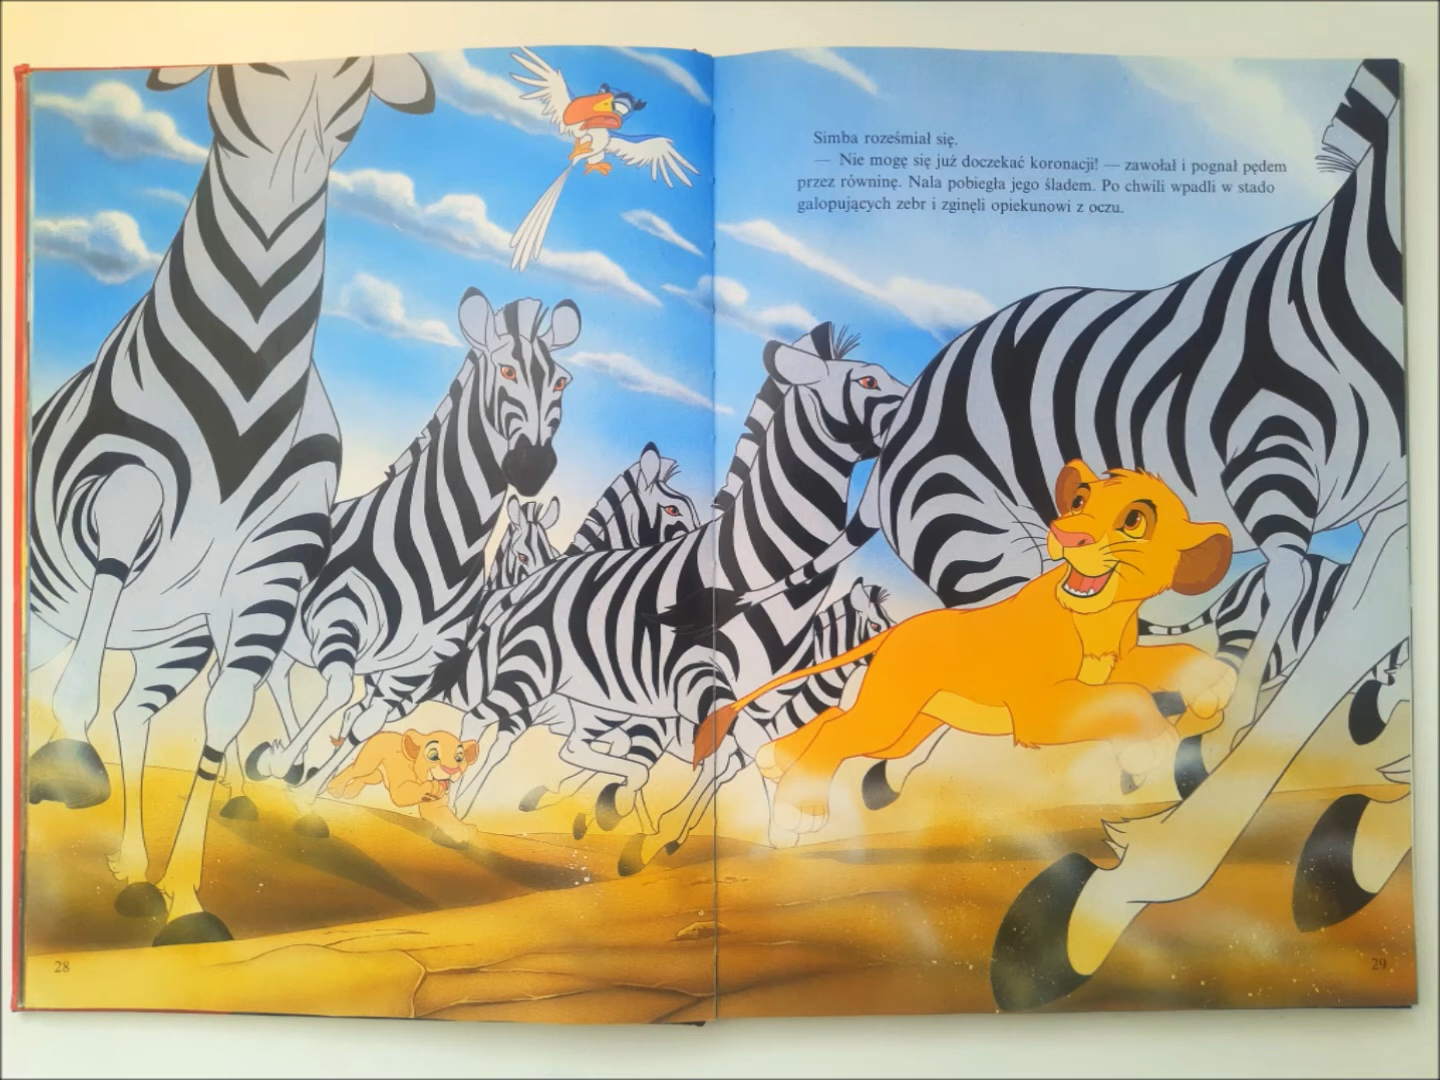 Simba roześmiał się.
— Nie mogę się już doczekać koronacji! — zawołał i pognał pędem
przez równinę. Nala pobiegła jego śladem. Po chwili wpadli w stado
galopujących zebr i zginęli opiekunowi z oczu.
28
29